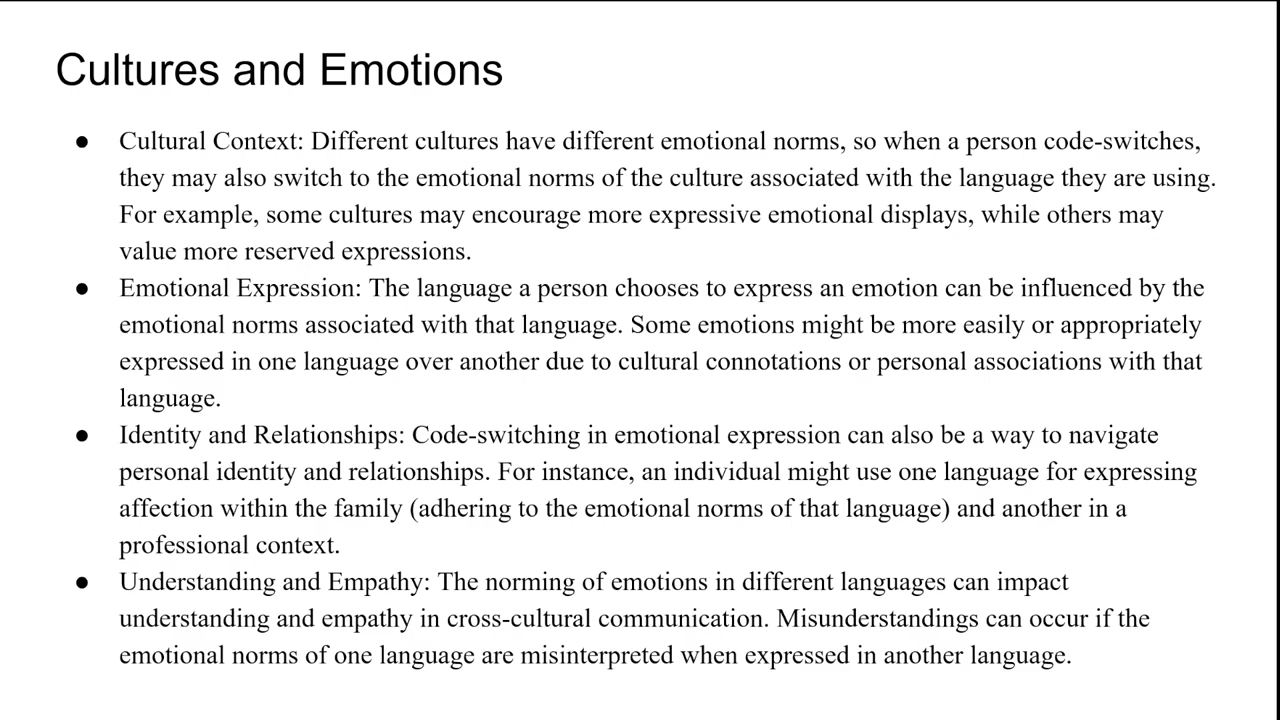 Cultures and Emotions
● Cultural Context: Different cultures have different emotional norms, so when a person code-switches,
they may also switch to the emotional norms of the culture associated with the language they are using.
For example, some cultures may encourage more expressive emotional displays, while others may
value more reserved expressions.
● Emotional Expression: The language a person chooses to express an emotion can be influenced by the
emotional norms associated with that language. Some emotions might be more easily or appropriately
expressed in one language over another due to cultural connotations or personal associations with that
language.
● Identity and Relationships: Code-switching in emotional expression can also be a way to navigate
personal identity and relationships. For instance, an individual might use one language for expressing
affection within the family (adhering to the emotional norms of that language) and another in a
professional context.
● Understanding and Empathy: The norming of emotions in different languages can impact
understanding and empathy in cross-cultural communication. Misunderstandings can occur if the
emotional norms of one language are misinterpreted when expressed in another language.